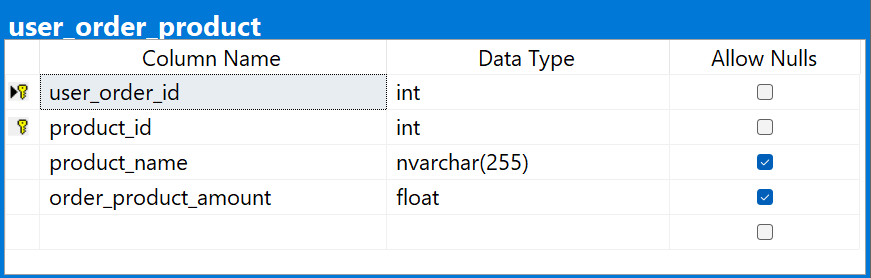 user_order_product
Column Name Data Type Allow Nulls
user_order_id int
product_id int
product_name nvarchar(255)
order_product_amount float